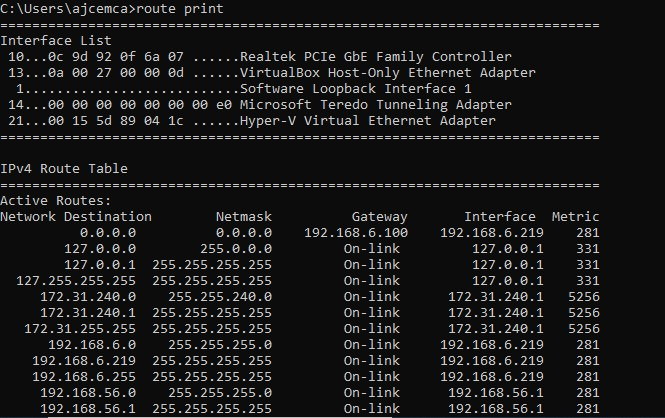 C:\Users\ajcemca>route print
===========================================================================
Interface List
 10...0c 9d 92 0f 6a 07 ......Realtek PCIe GbE Family Controller
 13...0a 00 27 00 00 0d ......VirtualBox Host-Only Ethernet Adapter
  1...........................Software Loopback Interface 1
 14...00 00 00 00 00 00 00 e0 Microsoft Teredo Tunneling Adapter
 21...00 15 5d 89 04 1c ......Hyper-V Virtual Ethernet Adapter
===========================================================================
IPv4 Route Table
===========================================================================
Active Routes:
Network Destination        Netmask          Gateway       Interface  Metric
          0.0.0.0          0.0.0.0    192.168.6.100    192.168.6.219    281
        127.0.0.0        255.0.0.0         On-link         127.0.0.1    331
        127.0.0.1  255.255.255.255         On-link         127.0.0.1    331
  127.255.255.255  255.255.255.255         On-link         127.0.0.1    331
     172.31.240.0    255.255.240.0         On-link      172.31.240.1   5256
     172.31.240.1  255.255.255.255         On-link      172.31.240.1   5256
   172.31.255.255  255.255.255.255         On-link      172.31.240.1   5256
      192.168.6.0    255.255.255.0         On-link     192.168.6.219    281
    192.168.6.219  255.255.255.255         On-link     192.168.6.219    281
    192.168.6.255  255.255.255.255         On-link     192.168.6.219    281
     192.168.56.0    255.255.255.0         On-link      192.168.56.1    281
     192.168.56.1  255.255.255.255         On-link      192.168.56.1    281